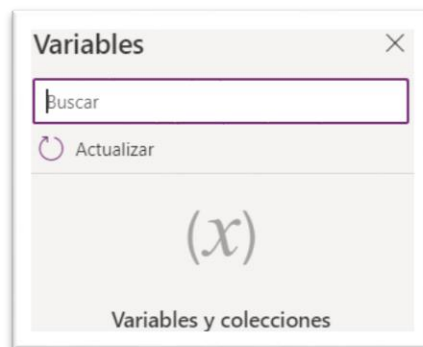 Variables
Buscar
Actualizar
(x)
Variables y colecciones